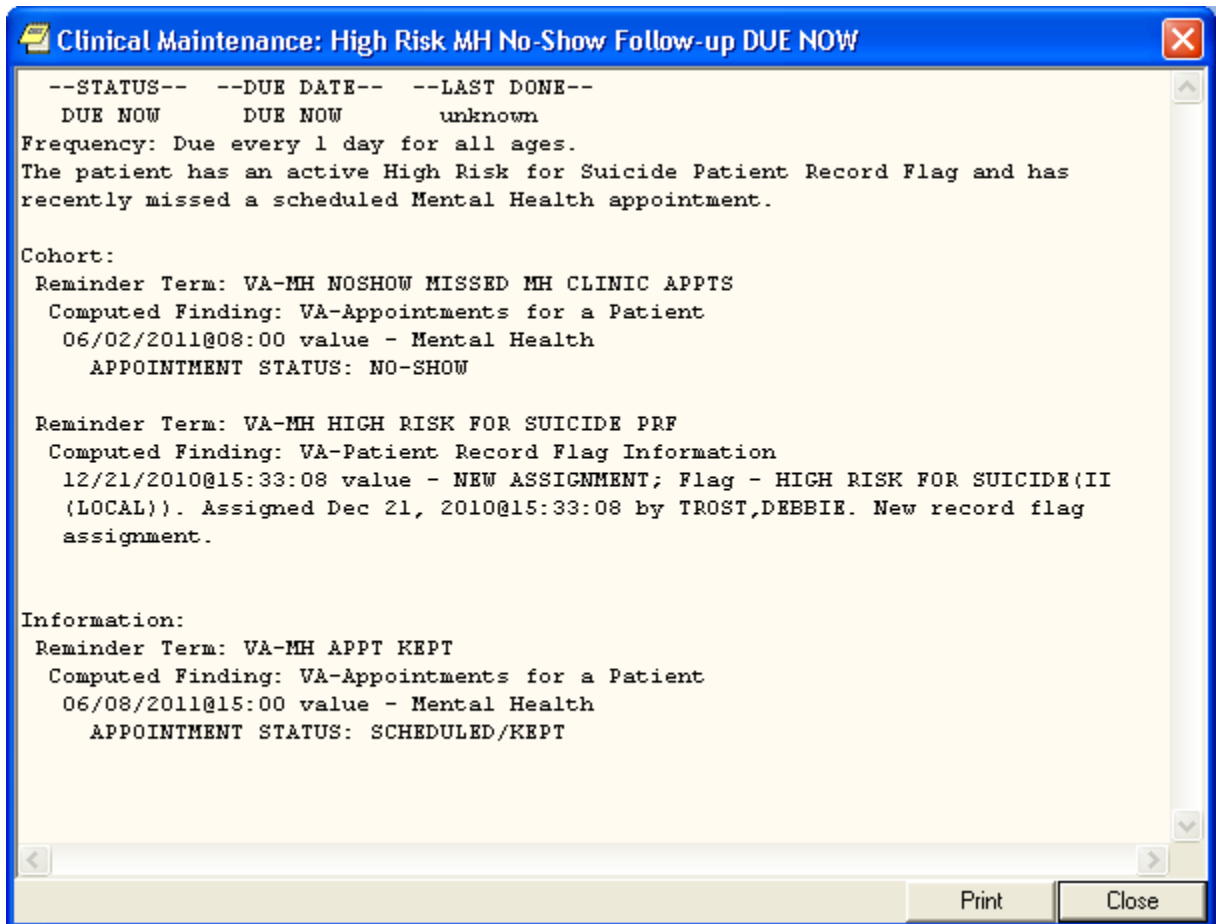 Clinical Maintenance: High Risk MH No-Show Follow-up DUE NOW
--STATUS-- --DUE DATE-- --LAST DONE--
DUE NOW DUE NOW unknown
Frequency: Due every 1 day for all ages.
The patient has an active High Risk for Suicide Patient Record Flag and has
recently missed a scheduled Mental Health appointment.
Cohort:
Reminder Term: VA-MH NOSHOW MISSED MH CLINIC APPTS
Computed Finding: VA-Appointments for a Patient
06/02/2011@08:00 value - Mental Health
APPOINTMENT STATUS: NO-SHOW
Reminder Term: VA-MH HIGH RISK FOR SUICIDE PRF
Computed Finding: VA-Patient Record Flag Information
12/21/2010@15:33:08 value - NEW ASSIGNMENT; Flag - HIGH RISK FOR SUICIDE(II
(LOCAL)). Assigned Dec 21, 2010@15:33:08 by TROST,DEBBIE. New record flag
assignment.
Information:
Reminder Term: VA-MH APPT KEPT
Computed Finding: VA-Appointments for a Patient
06/08/2011@15:00 value - Mental Health
APPOINTMENT STATUS: SCHEDULED/KEPT
Print Close